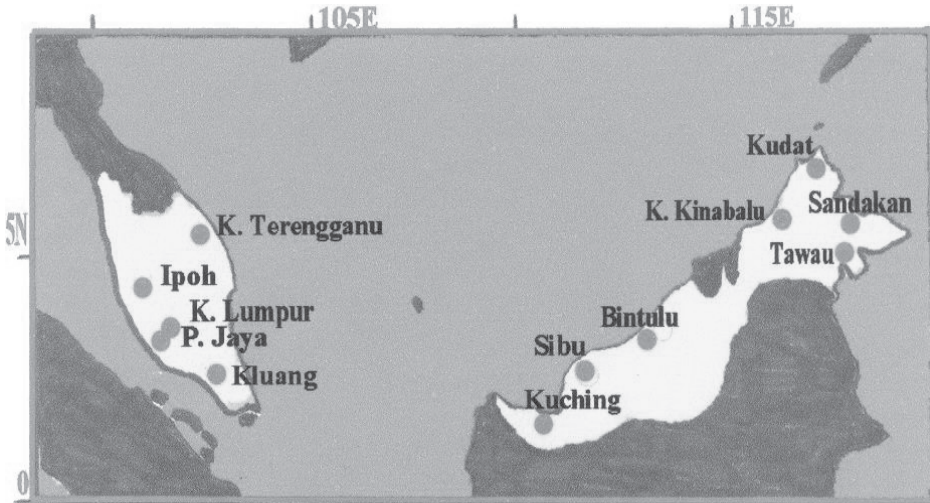 105E
115E
Kudat
K. Kinabalu
Sandakan
5N
K. Terengganu
Tawau
Ipoh
K. Lumpur
Bintulu
P. Jaya
Sibu
Kluang
Kuching
0